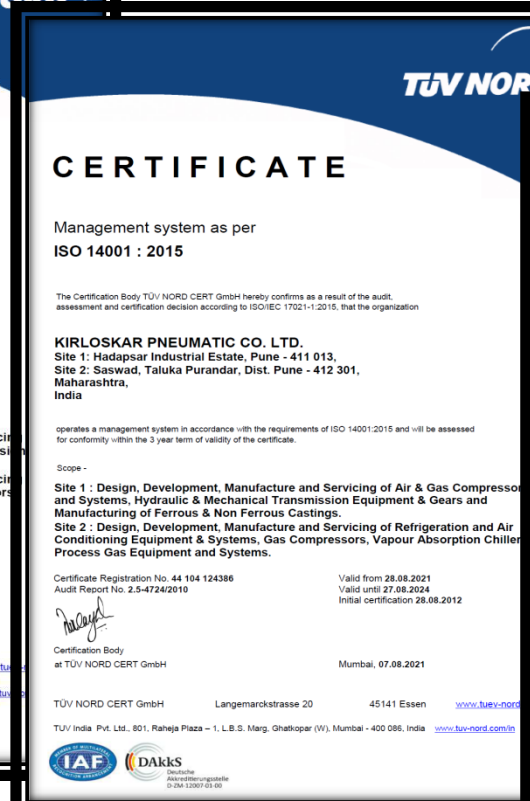 TÜV NOR
CERTIFICATE
Management system as per
ISO 14001 : 2015
The Certification Body TÜV NORD CERT GmbH hereby confirms as a result of the audit,
assessment and certification decision according to ISO/IEC 17021-1:2015, that the organization
KIRLOSKAR PNEUMATIC CO. LTD.
Site 1: Hadapsar Industrial Estate, Pune - 411 013,
Site 2: Saswad, Taluka Purandar, Dist. Pune - 412 301,
Maharashtra,
India
operates a management system in accordance with the requirements of ISO 14001:2015 and will be assessed
for conformity within the 3 year term of validity of the certificate.
Scope -
Site 1 : Design, Development, Manufacture and Servicing of Air & Gas Compressor
and Systems, Hydraulic & Mechanical Transmission Equipment & Gears and
Manufacturing of Ferrous & Non Ferrous Castings.
Site 2 : Design, Development, Manufacture and Servicing of Refrigeration and Air
Conditioning Equipment & Systems, Gas Compressors, Vapour Absorption Chiller
Process Gas Equipment and Systems.
Certificate Registration No. 44 104 124386
Audit Report No. 2.5-4724/2010
Valid from 28.08.2021
Valid until 27.08.2024
Initial certification 28.08.2012
Certification Body
at TÜV NORD CERT GmbH
Mumbai, 07.08.2021
TÜV NORD CERT GmbH Langemarckstrasse 20 45141 Essen www.tuev-nord
TUV India Pvt. Ltd., 801, Raheja Plaza – 1, L.B.S. Marg, Ghatkopar (W), Mumbai - 400 086, India www.tuv-nord.com/in
MEMBER OF MULTILATERAL
RECOGNITION ARRANGEMENT
IAF
DAkkS
Deutsche
Akkreditierungsstelle
D-ZM-12007-01-00